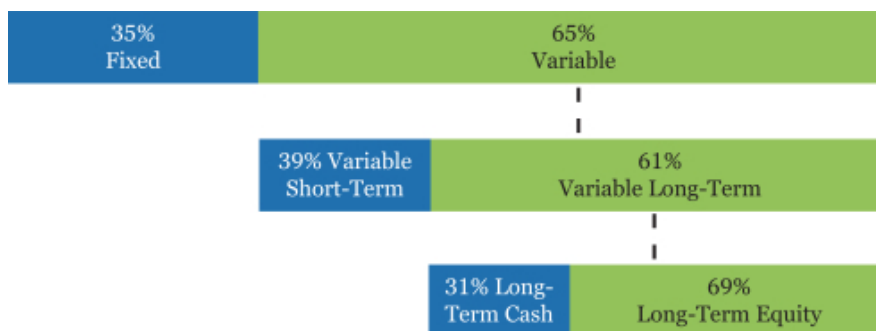 35%
Fixed
65%
Variable
39% Variable
Short-Term
61%
Variable Long-Term
31% Long-
Term Cash
69%
Long-Term Equity